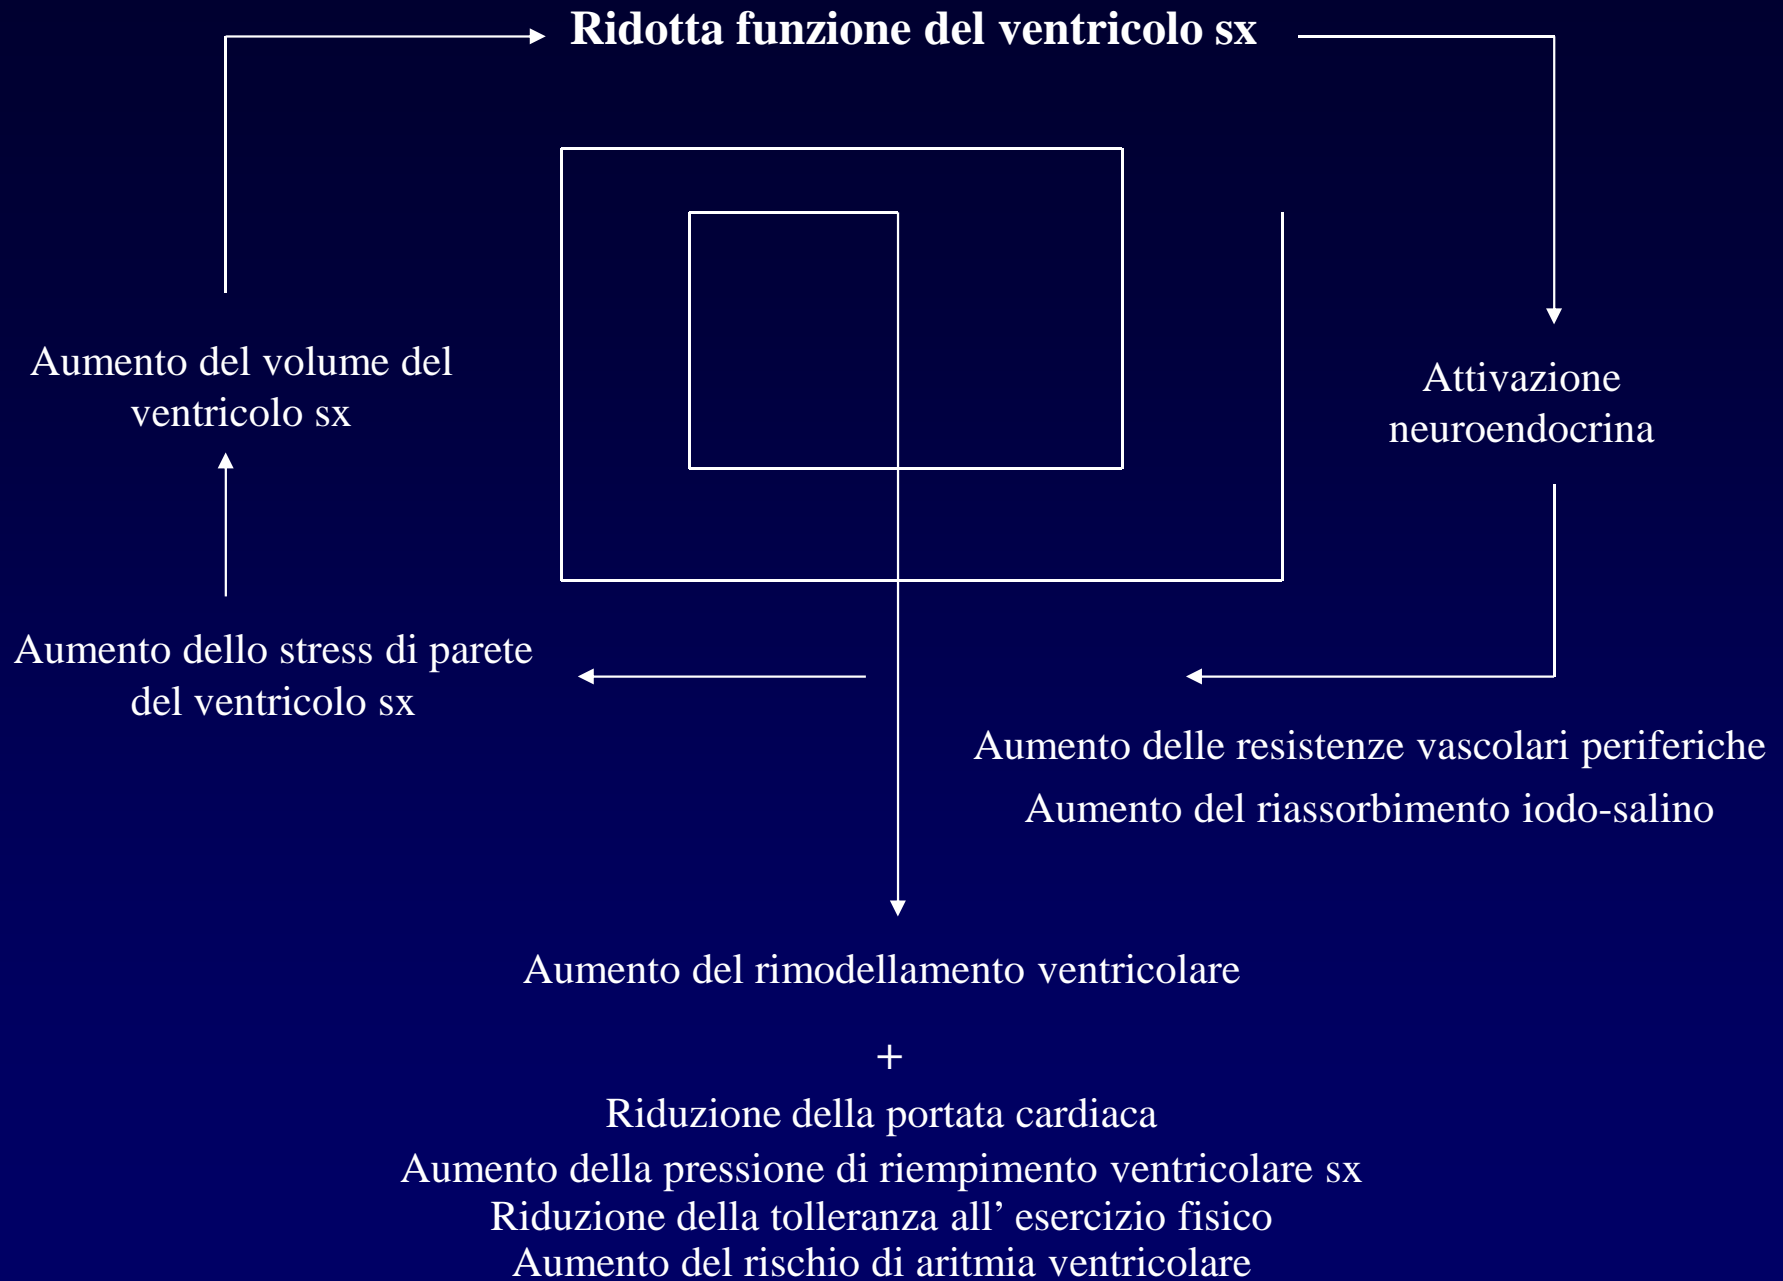 Ridotta funzione del ventricolo sx
Aumento del volume del
ventricolo sx
Attivazione
neuroendocrina
Aumento dello stress di parete
del ventricolo sx
Aumento delle resistenze vascolari periferiche
Aumento del riassorbimento iodo-salino
Aumento del rimodellamento ventricolare
+
Riduzione della portata cardiaca
Aumento della pressione di riempimento ventricolare sx
Riduzione della tolleranza all’ esercizio fisico
Aumento del rischio di aritmia ventricolare